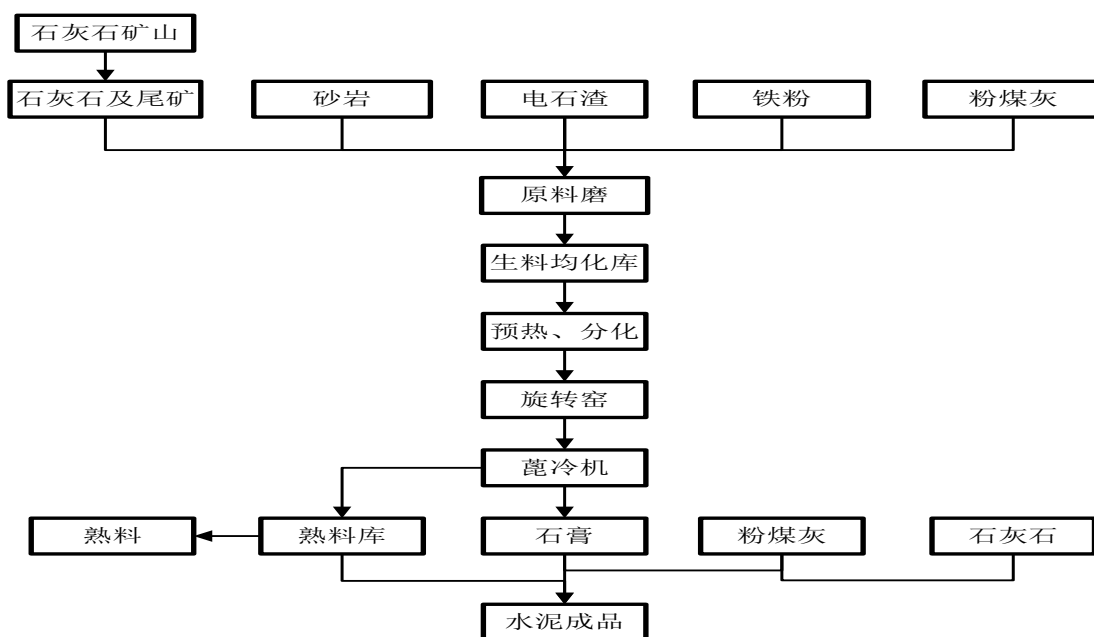 石灰石矿山
石灰石及尾矿
砂岩
电石渣
铁粉
粉煤灰
原料磨
生料均化库
预热、分化
旋转窑
蓖冷机
熟料
熟料库
石膏
粉煤灰
石灰石
水泥成品